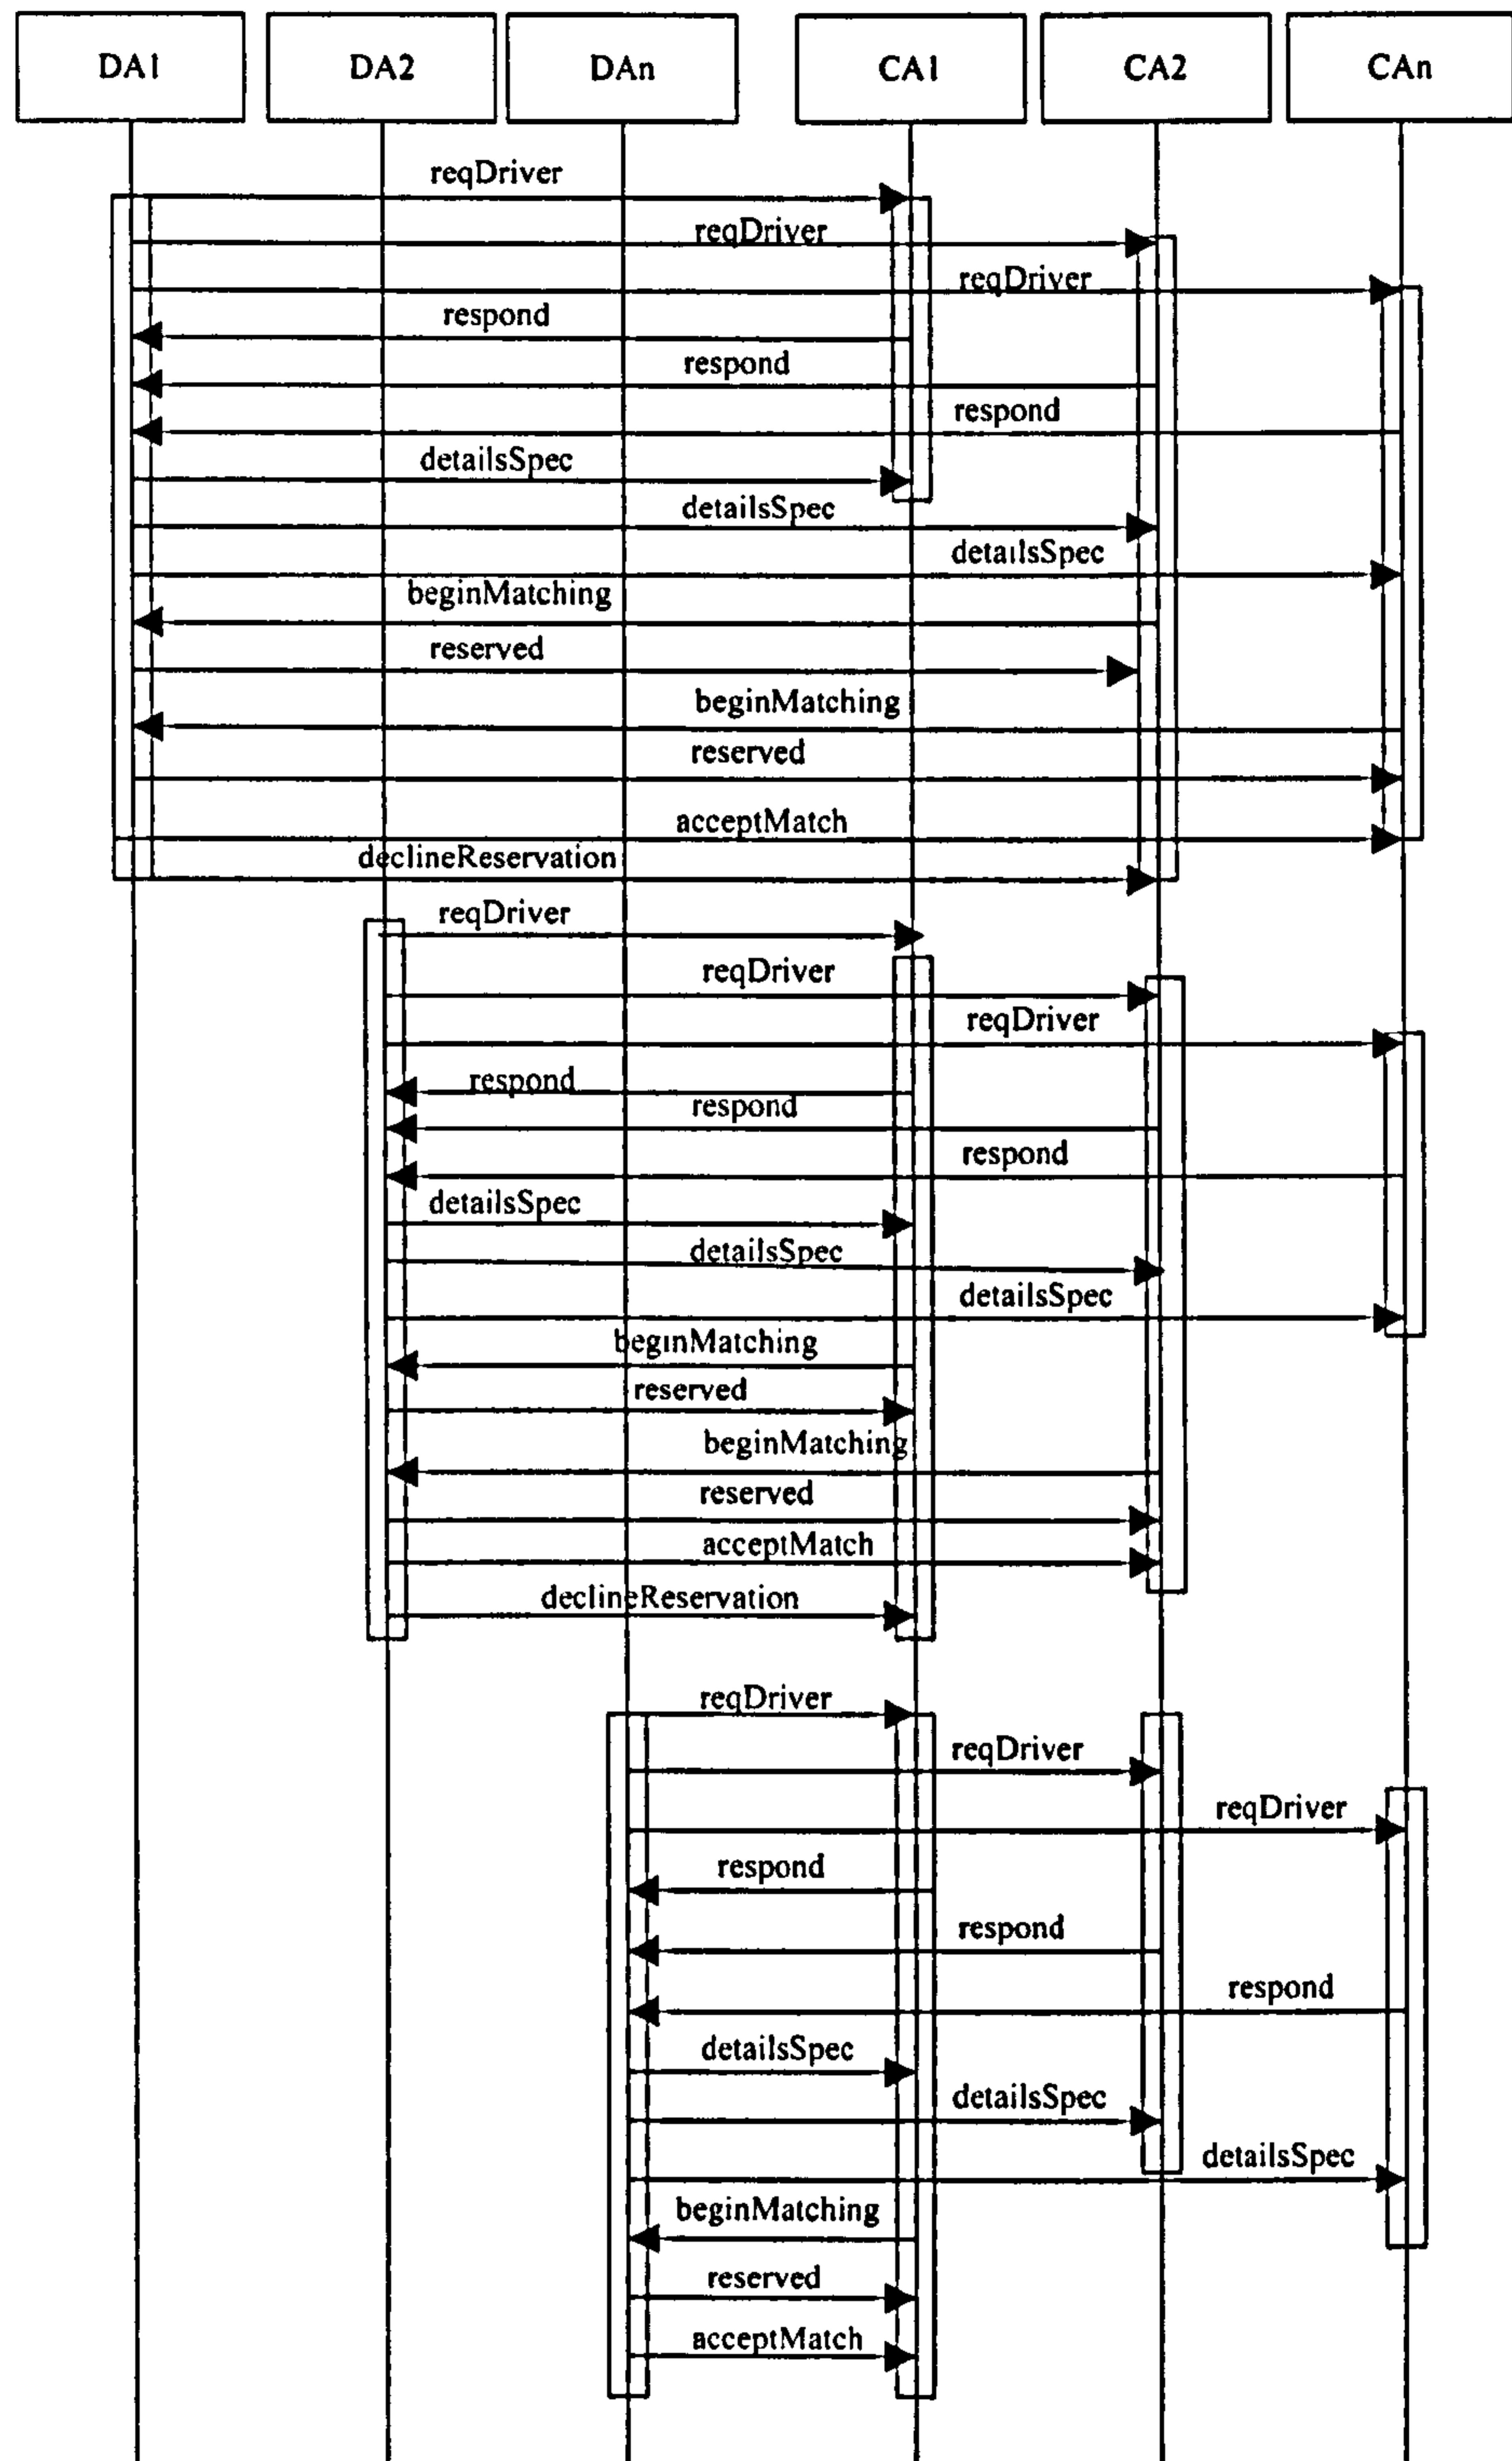 DA1
DA2
DAn
CA1
CA2
CAn
reqDriver
reqDriver
reqDriver
respond
respond
respond
detailsSpec
detailsSpec
detailsSpec
beginMatching
reserved
beginMatching
reserved
acceptMatch
declineReservation
reqDriver
reqDriver
reqDriver
respond
respond
respond
detailsSpec
detailsSpec
detailsSpec
beginMatching
reserved
beginMatching
reserved
acceptMatch
declineReservation
reqDriver
reqDriver
reqDriver
respond
respond
respond
detailsSpec
detailsSpec
detailsSpec
beginMatching
reserved
acceptMatch